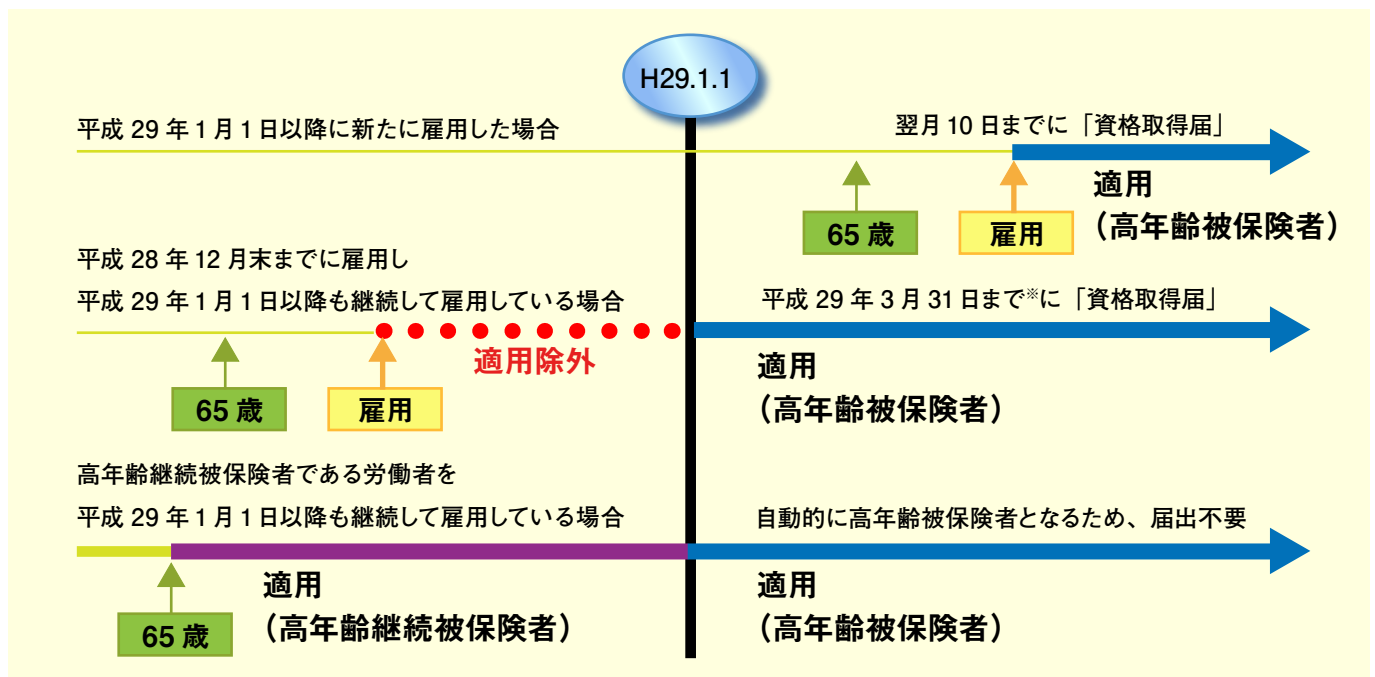 H29.1.1
平成 29 年 1 月 1 日以降に新たに雇用した場合
翌月 10 日までに「資格取得届」
65 歳
雇用
適用
（高年齢被保険者）
平成 28 年 12 月末までに雇用し
平成 29 年 1 月 1 日以降も継続して雇用している場合
平成 29 年 3 月 31 日まで※に「資格取得届」
適用除外
65 歳
雇用
適用
（高年齢被保険者）
高年齢継続被保険者である労働者を
平成 29 年 1 月 1 日以降も継続して雇用している場合
自動的に高年齢被保険者となるため、届出不要
65 歳
適用
（高年齢継続被保険者）
適用
（高年齢被保険者）